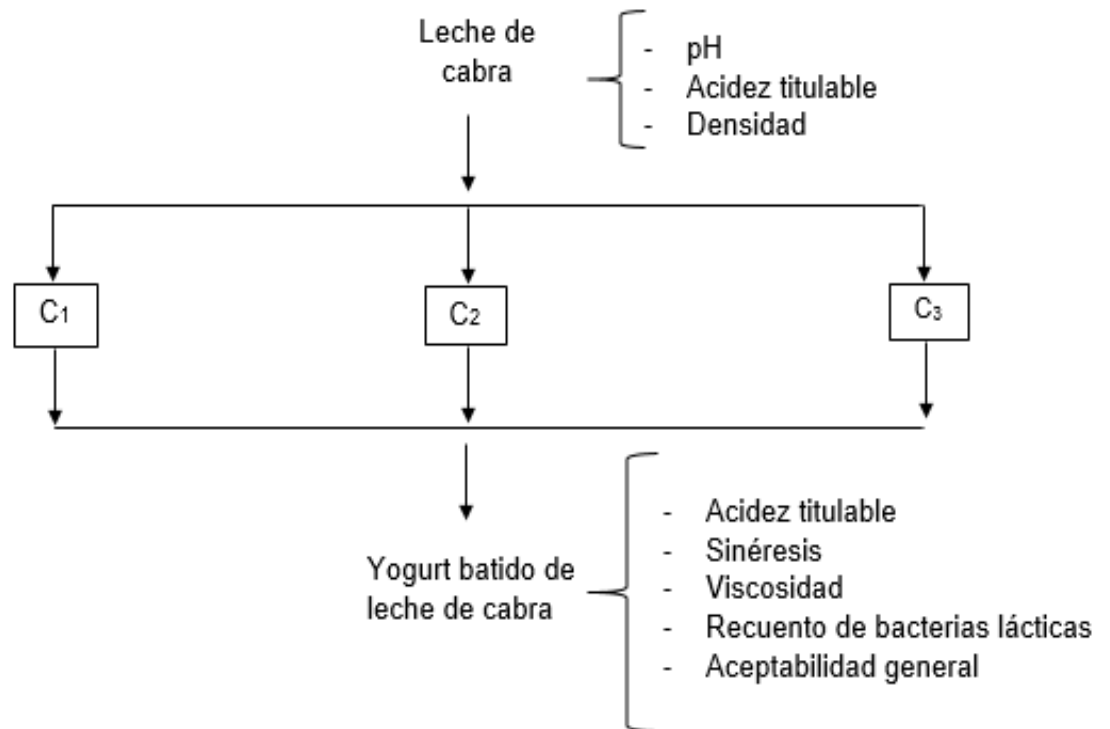 Leche de
cabra
- pH
- Acidez titulable
- Densidad
C1
C2
C3
Yogurt batido de
leche de cabra
- Acidez titulable
- Sinéresis
- Viscosidad
- Recuento de bacterias lácticas
- Aceptabilidad general